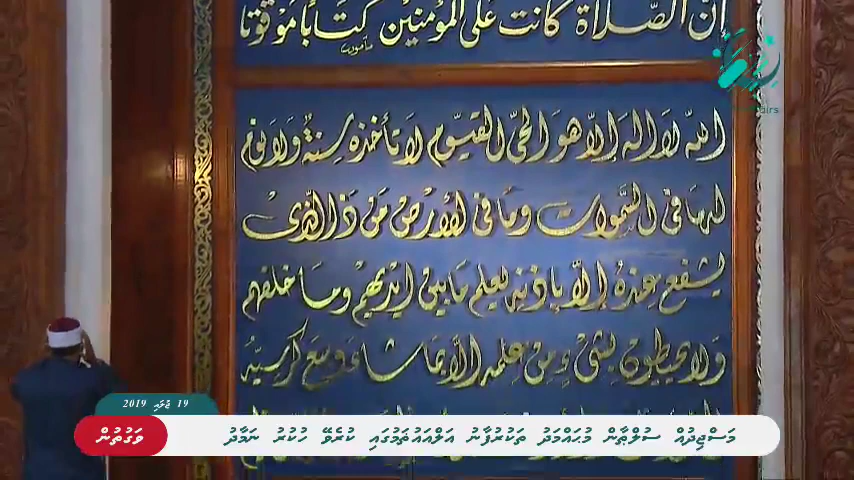 إن الصلاة كانت على المؤمنين كتابا موقوتا
الله لا اله الا هو الحي القيوم لا تأخذه سنة ولا نوم
له ما في السموات وما في الأرض من ذا الذى
يشفع عنده الا باذنه يعلم ما بين ايديهم وما خلفهم
ولا يحيطون بشيء من علمه الا بما شاء وسع كرسيه
19 ޖުލައި 2019
ވަގުތުން
މަސްޖިދުއް ސުލްޠާން މުޙައްމަދު ތަކުރުފާނު އަލްއައުޡަމުގައި ކުރެވޭ ހުކުރު ނަމާދު